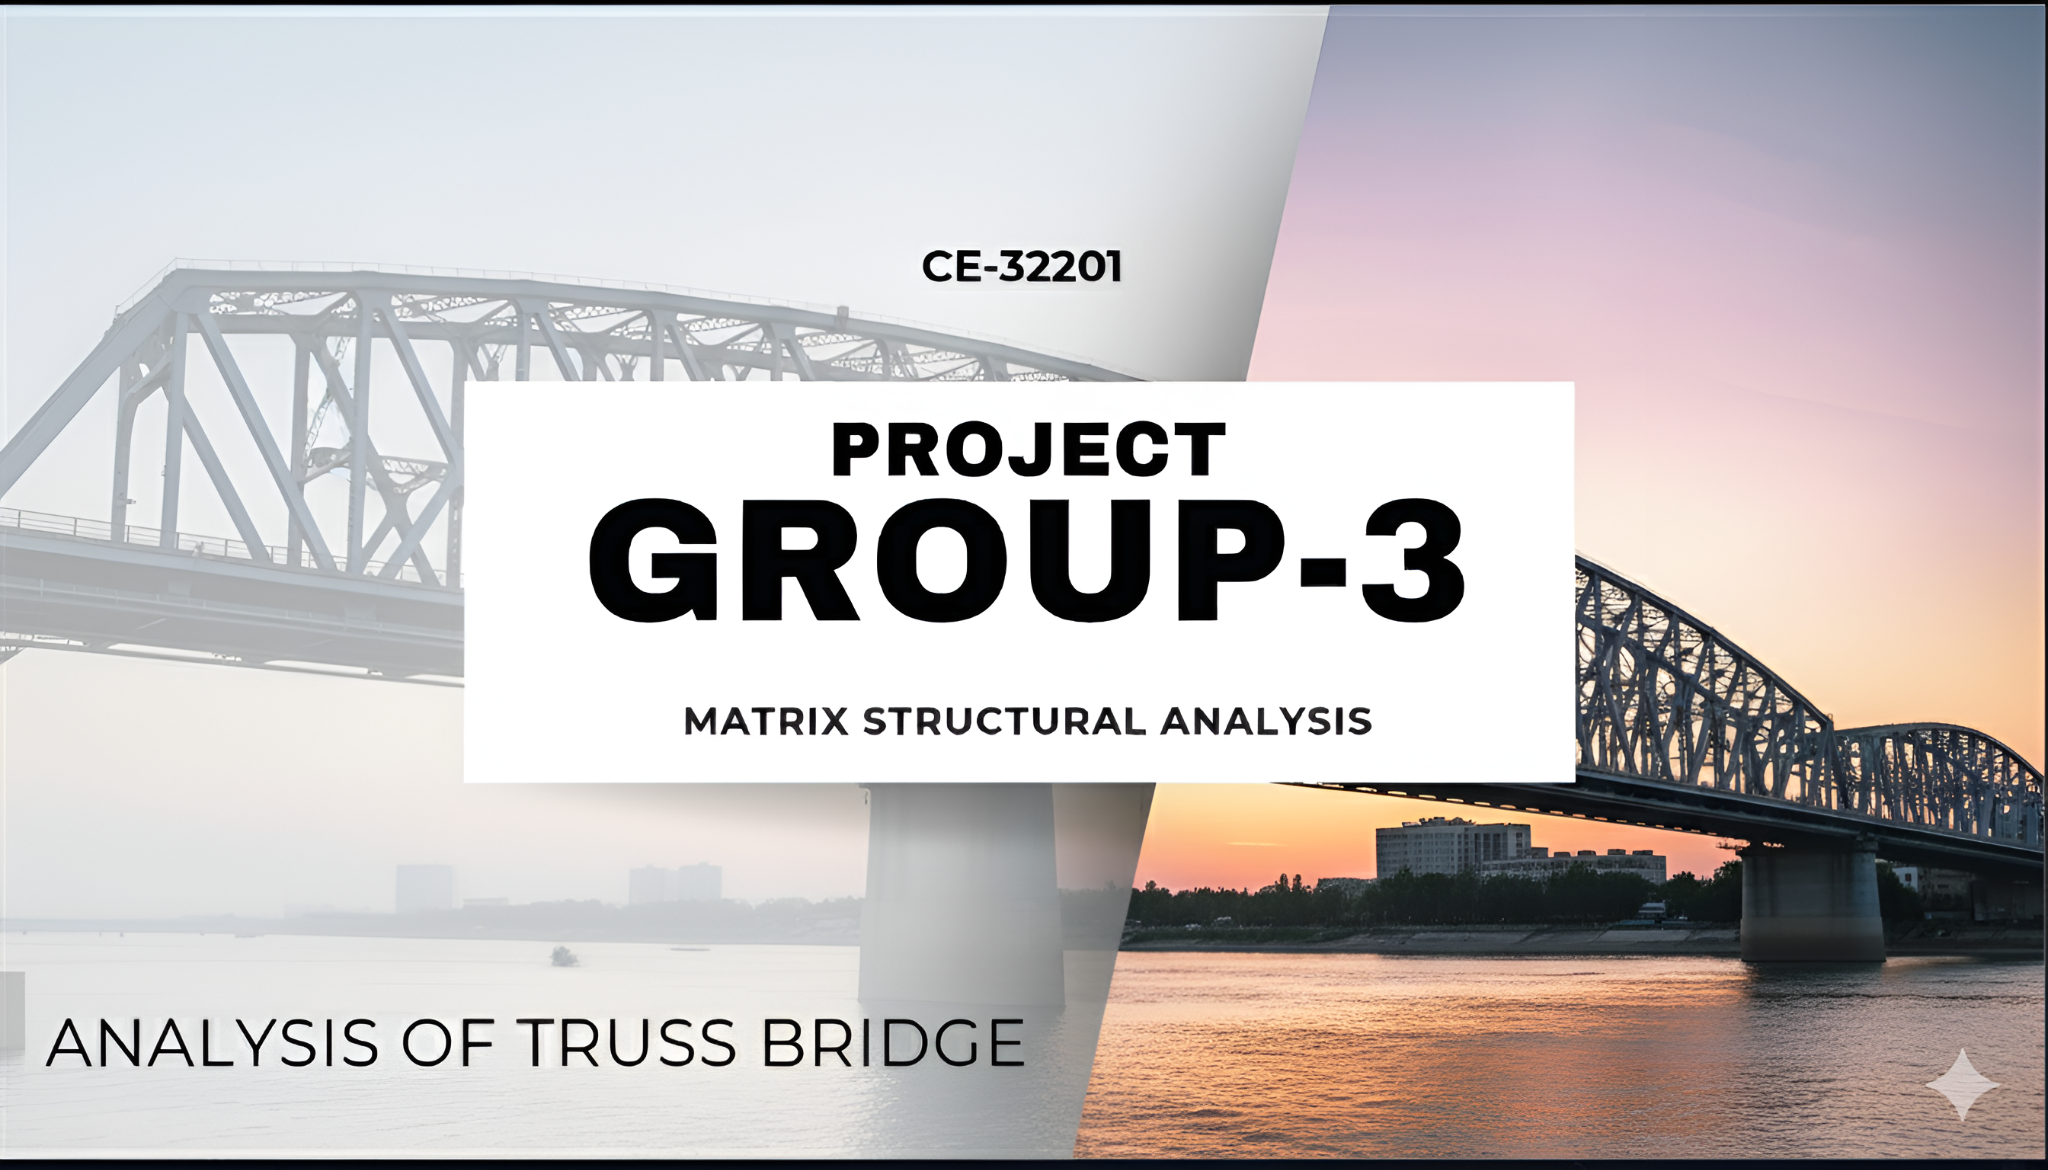 CE-32201
PROJECT
GROUP-3
MATRIX STRUCTURAL ANALYSIS
ANALYSIS OF TRUSS BRIDGE